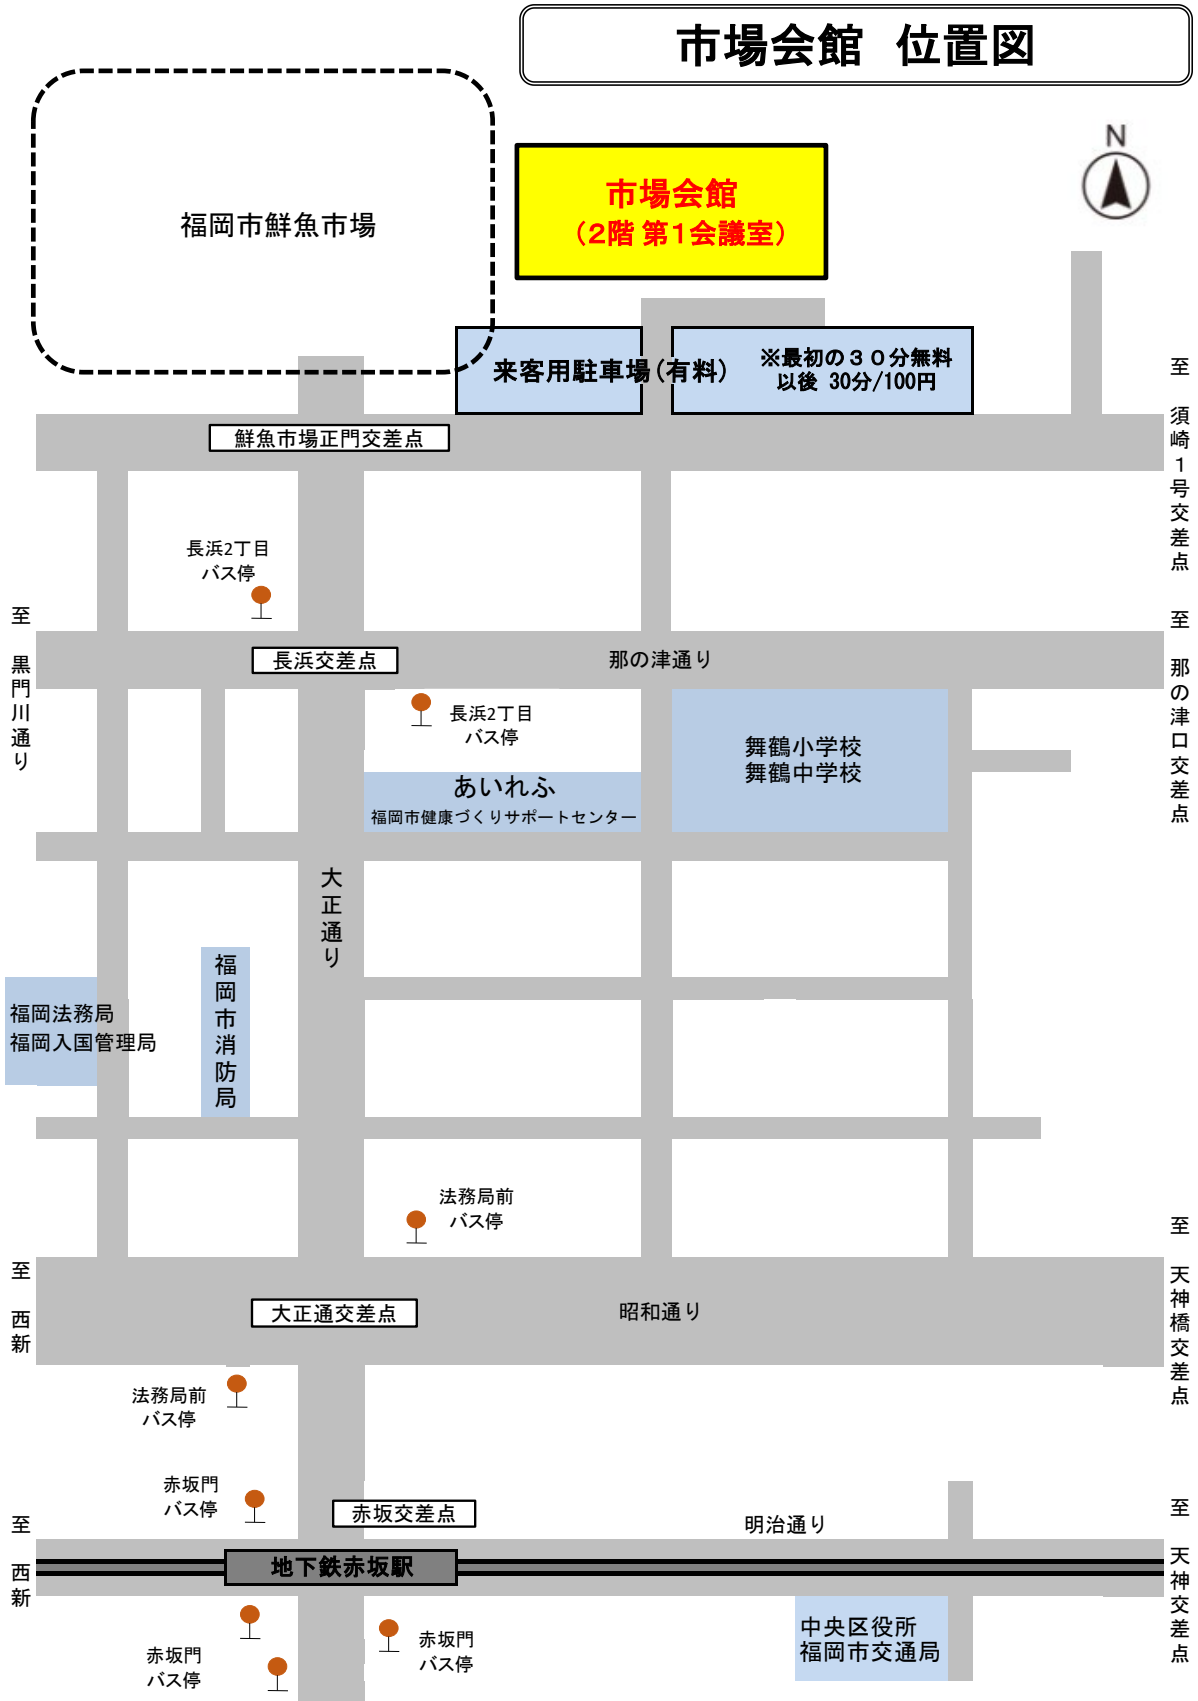 市場会館 位置図
N
福岡市鮮魚市場
市場会館
（2階 第1会議室）
来客用駐車場（有料）
※最初の３０分無料
以後 30分/100円
鮮魚市場正門交差点
至 須崎1号交差点
長浜2丁目
バス停
至 黒門川通り
長浜交差点
那の津通り
至 那の津口交差点
長浜2丁目
バス停
舞鶴小学校
舞鶴中学校
あいれふ
福岡市健康づくりサポートセンター
大正通り
福岡市消防局
福岡法務局
福岡入国管理局
法務局前
バス停
至 西新
大正通交差点
昭和通り
至 天神橋交差点
法務局前
バス停
赤坂門
バス停
赤坂交差点
明治通り
至 西新
地下鉄赤坂駅
至 天神交差点
赤坂門
バス停
赤坂門
バス停
中央区役所
福岡市交通局